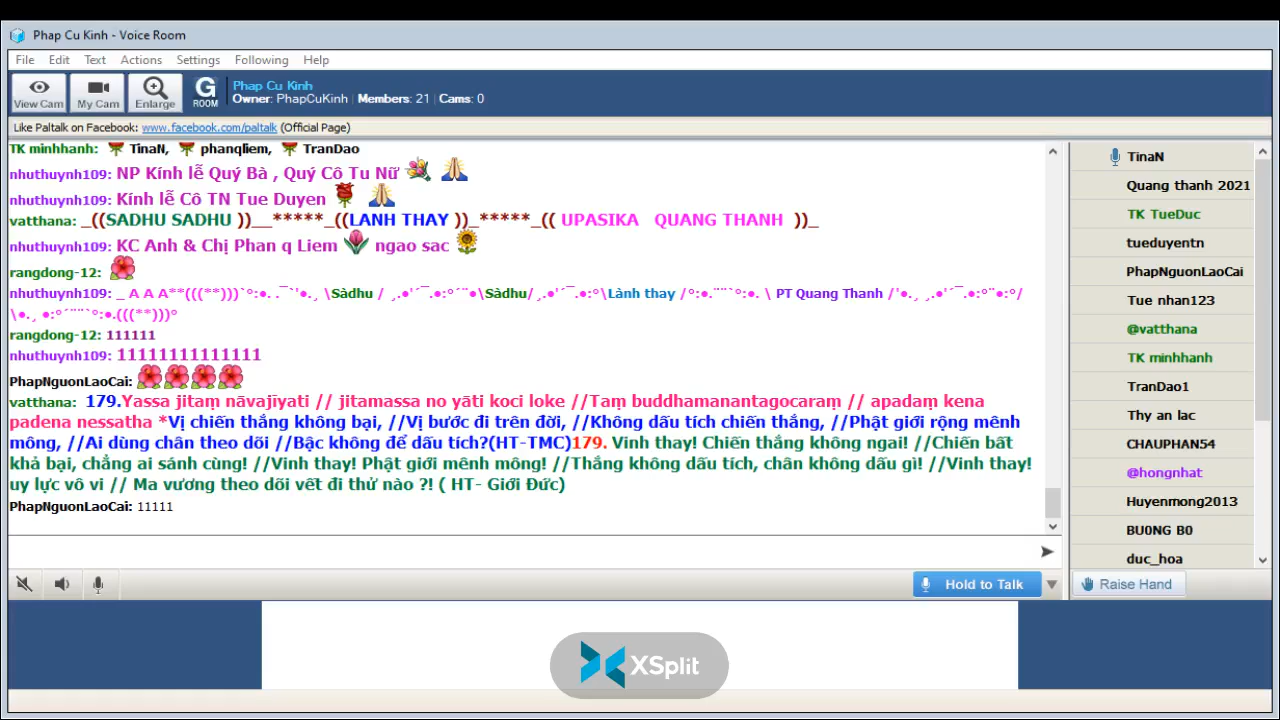 Phap Cu Kinh - Voice Room
File Edit Text Actions Settings Following Help
View Cam My Cam Enlarge G ROOM
Phap Cu Kinh
Owner: PhapCuKinh | Members: 21 | Cams: 0
Like Paltalk on Facebook: www.facebook.com/paltalk (Official Page)
TK minhhanh: TinaN, phanqliem, TranDao
nhuthuynh109: NP Kính lễ Quý Bà , Quý Cô Tu Nữ
nhuthuynh109: Kính lễ Cô TN Tue Duyen
vatthana: _((SADHU SADHU ))__*****_((LANH THAY ))_*****_(( UPASIKA QUANG THANH ))_
nhuthuynh109: KC Anh & Chị Phan q Liem ngao sac
rangdong-12:
nhuthuynh109: _ A A A**(((**)))`°:•. .¯`'•.¸ \Sàdhu / ¸.•'´¯.•:°´¨•\Sàdhu/¸.•'´¯.•:°\Lành thay /°:•.¨¨`°:•. \ PT Quang Thanh /'•.¸ ¸.•'´¯.•:°¨•:°/
\•.¸ •:°´¨¨`°:•.(((**)))°
rangdong-12: 111111
nhuthuynh109: 11111111111111
PhapNguonLaoCai:
vatthana: 179.Yassa jitaṃ nāvajīyati // jitamassa no yāti koci loke //Taṃ buddhamanantagocaraṃ // apadaṃ kena
padena nessatha *Vị chiến thắng không bại, //Vị bước đi trên đời, //Không dấu tích chiến thắng, //Phật giới rộng mênh
mông, //Ai dùng chân theo dõi //Bậc không để dấu tích?(HT-TMC)179. Vinh thay! Chiến thắng không ngai! //Chiến bất
khả bại, chẳng ai sánh cùng! //Vinh thay! Phật giới mênh mông! //Thắng không dấu tích, chân không dấu gì! //Vinh thay!
uy lực vô vi // Ma vương theo dõi vết đi thử nào ?! ( HT- Giới Đức)
PhapNguonLaoCai: 11111
Hold to Talk
XSplit
TinaN
Quang thanh 2021
TK TueDuc
tueduyentn
PhapNguonLaoCai
Tue nhan123
@vatthana
TK minhhanh
TranDao1
Thy an lac
CHAUPHAN54
@hongnhat
Huyenmong2013
BU0NG B0
duc_hoa
Raise Hand